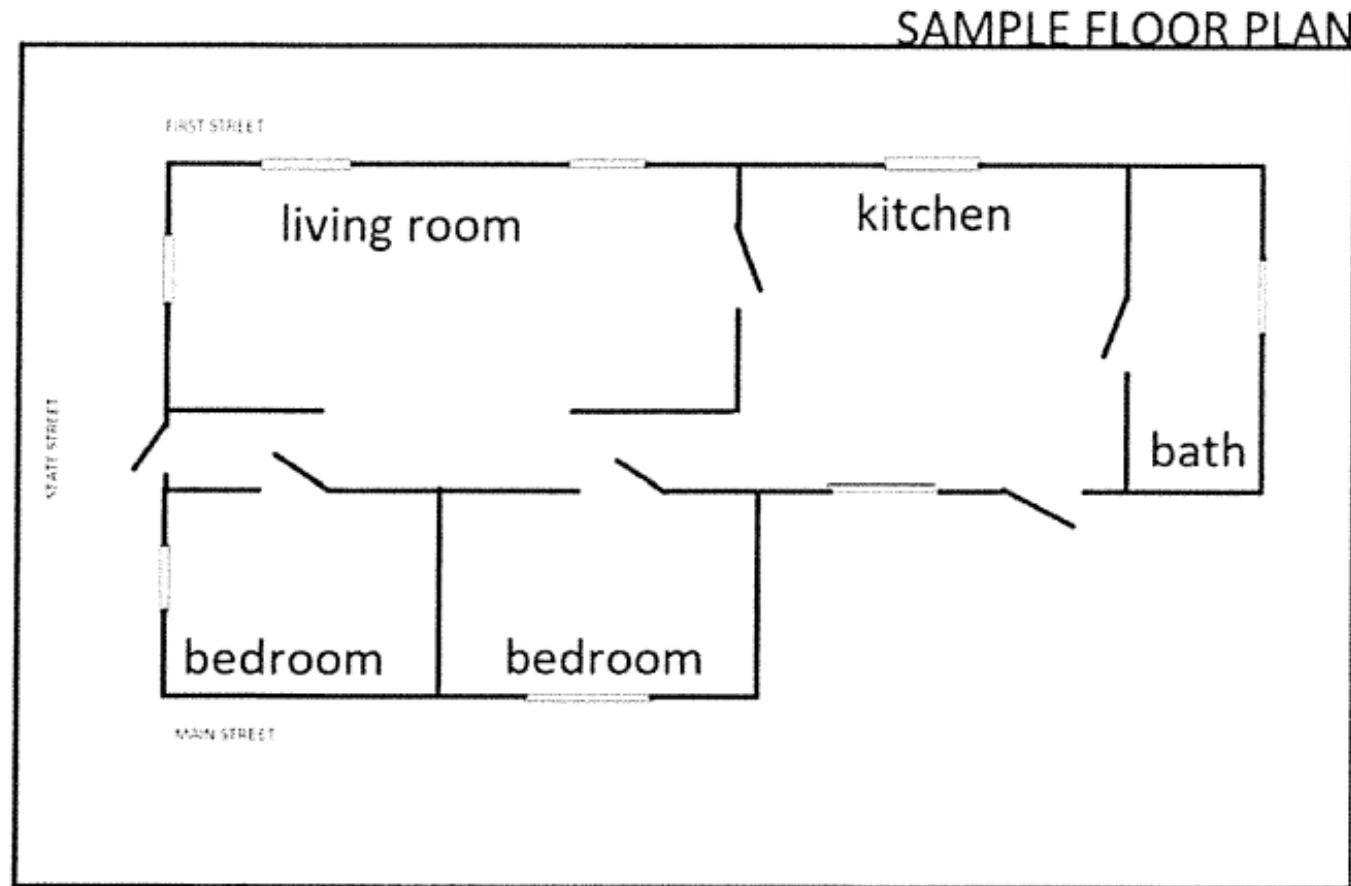 SAMPLE FLOOR PLAN
FIRST STREET
living room
kitchen
STATE STREET
bath
bedroom
bedroom
MAIN STREET